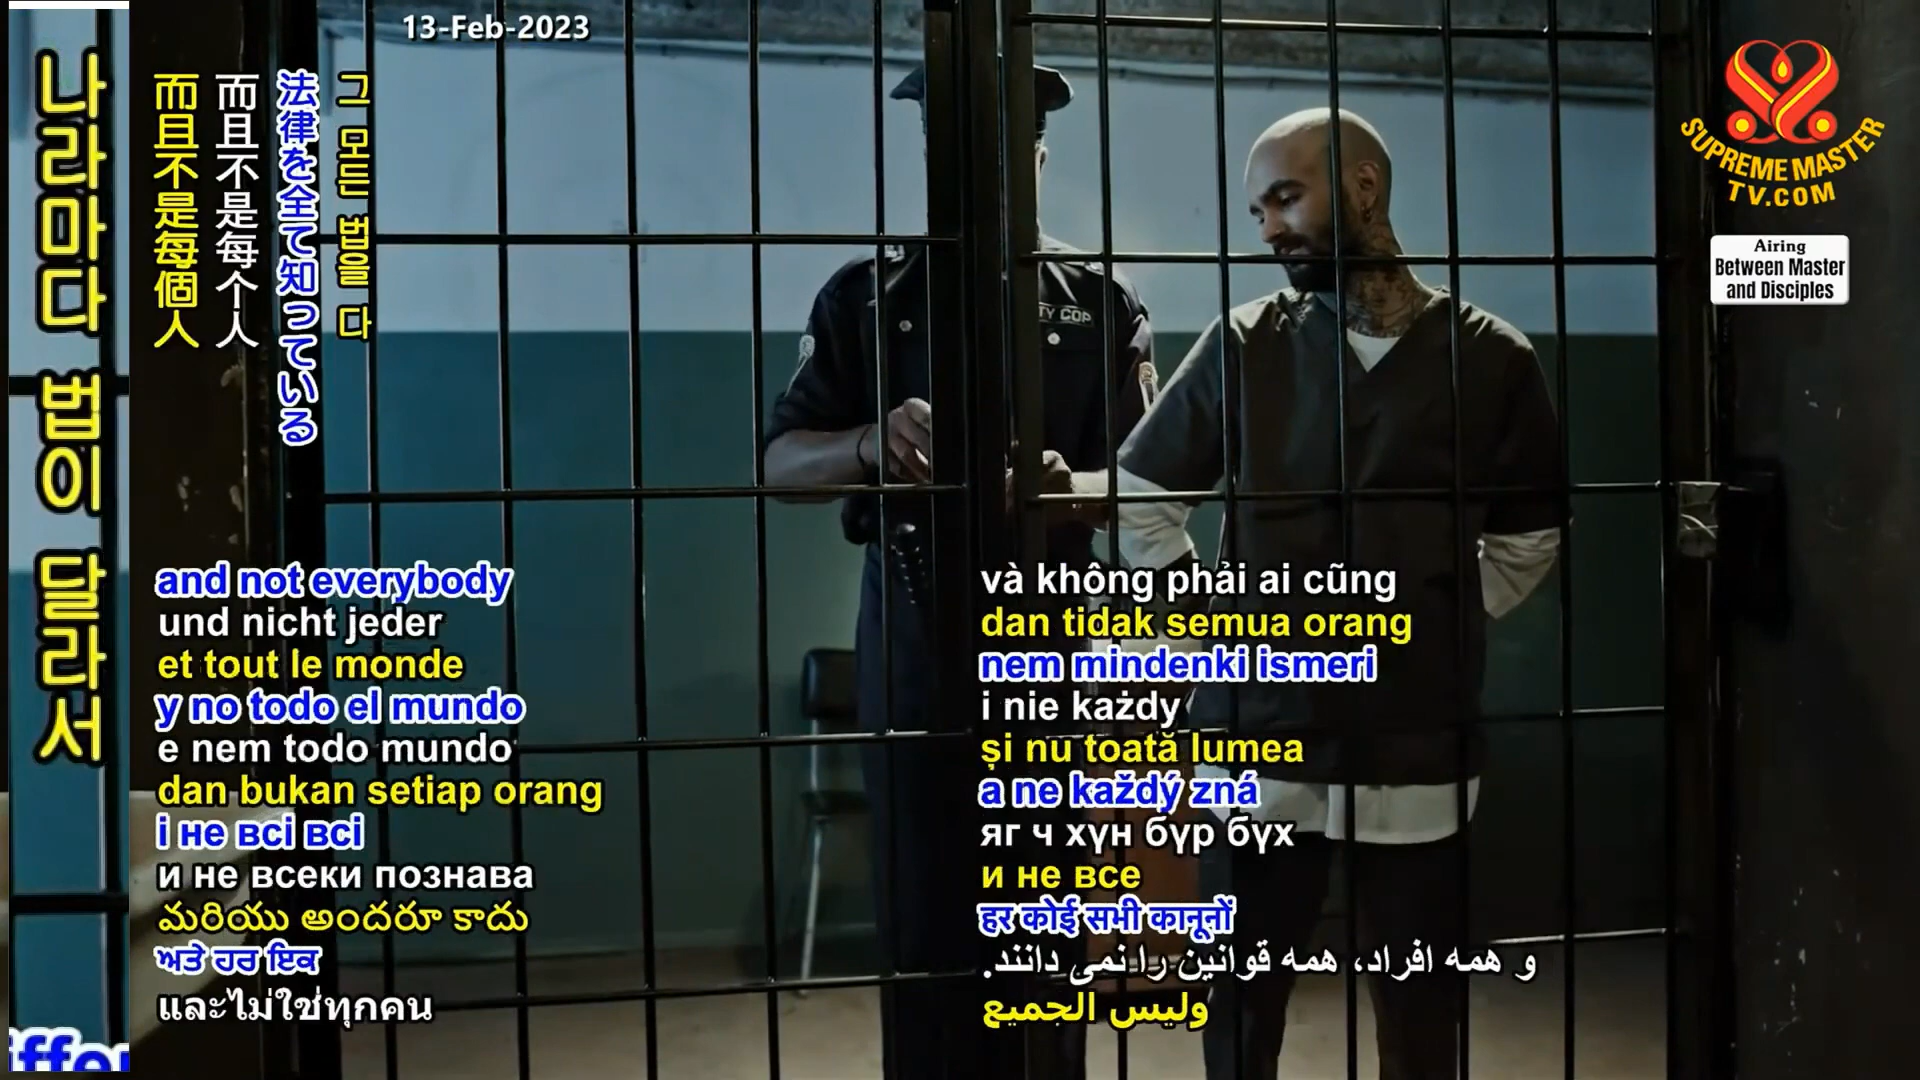 13-Feb-2023
SUPREME MASTER
TV.COM
Airing
Between Master
and Disciples
나라마다 법이 달라서
그 모든 법을 다
法律を全て知っている
而且不是每个人
而且不是每個人
and not everybody
und nicht jeder
et tout le monde
y no todo el mundo
e nem todo mundo
dan bukan setiap orang
і не всі всі
и не всеки познава
మరియు అందరూ కాదు
ਅਤੇ ਹਰ ਇਕ
และไม่ใช่ทุกคน
và không phải ai cũng
dan tidak semua orang
nem mindenki ismeri
i nie każdy
și nu toată lumea
a ne každý zná
яг ч хүн бүр бүх
и не все
हर कोई सभी कानूनों
و همه افراد، همه قوانین را نمی دانند.
وليس الجميع
TY COP